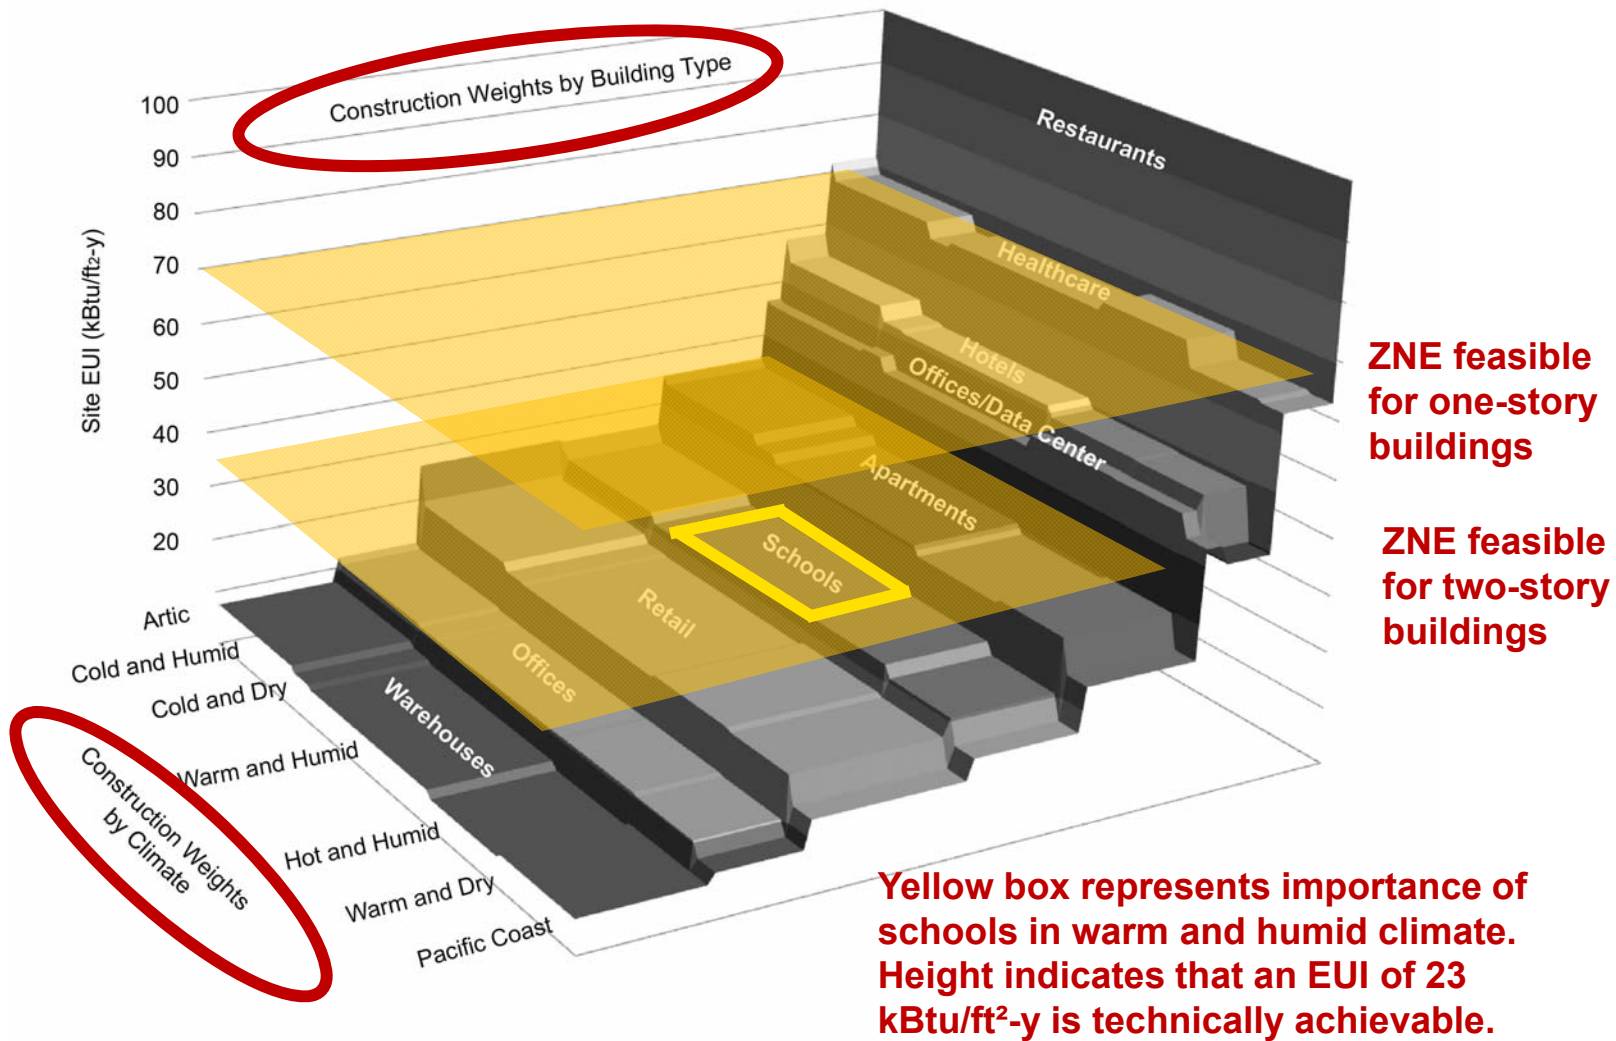 Construction Weights by Building Type
100
90
80
70
60
50
40
30
20
Site EUI (kBtu/ft2-y)
Restaurants
Healthcare
Hotels
Offices/Data Center
Apartments
Schools
Retail
Offices
Warehouses
Artic
Cold and Humid
Cold and Dry
Warm and Humid
Hot and Humid
Warm and Dry
Pacific Coast
Construction Weights
by Climate
ZNE feasible
for one-story
buildings
ZNE feasible
for two-story
buildings
Yellow box represents importance of
schools in warm and humid climate.
Height indicates that an EUI of 23
kBtu/ft²-y is technically achievable.